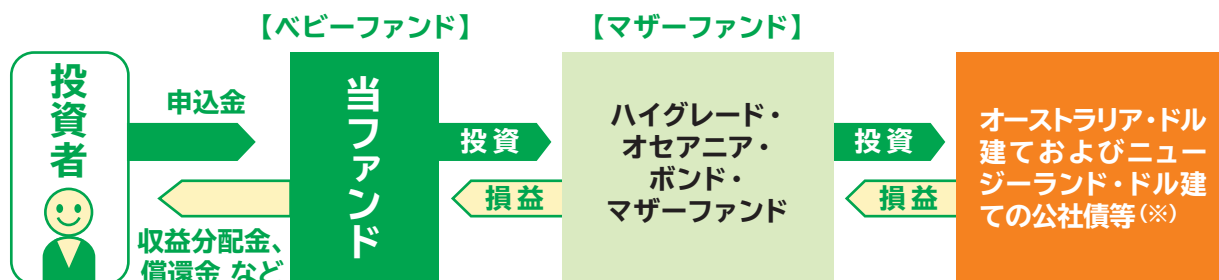 【ベビーファンド】
【マザーファンド】
投資者
申込金
収益分配金、
償還金 など
当ファンド
投資
損益
ハイグレード・
オセアニア・
ボンド・
マザーファンド
投資
損益
オーストラリア・ドル
建ておよびニュー
ジーランド・ドル建
ての公社債等(※)